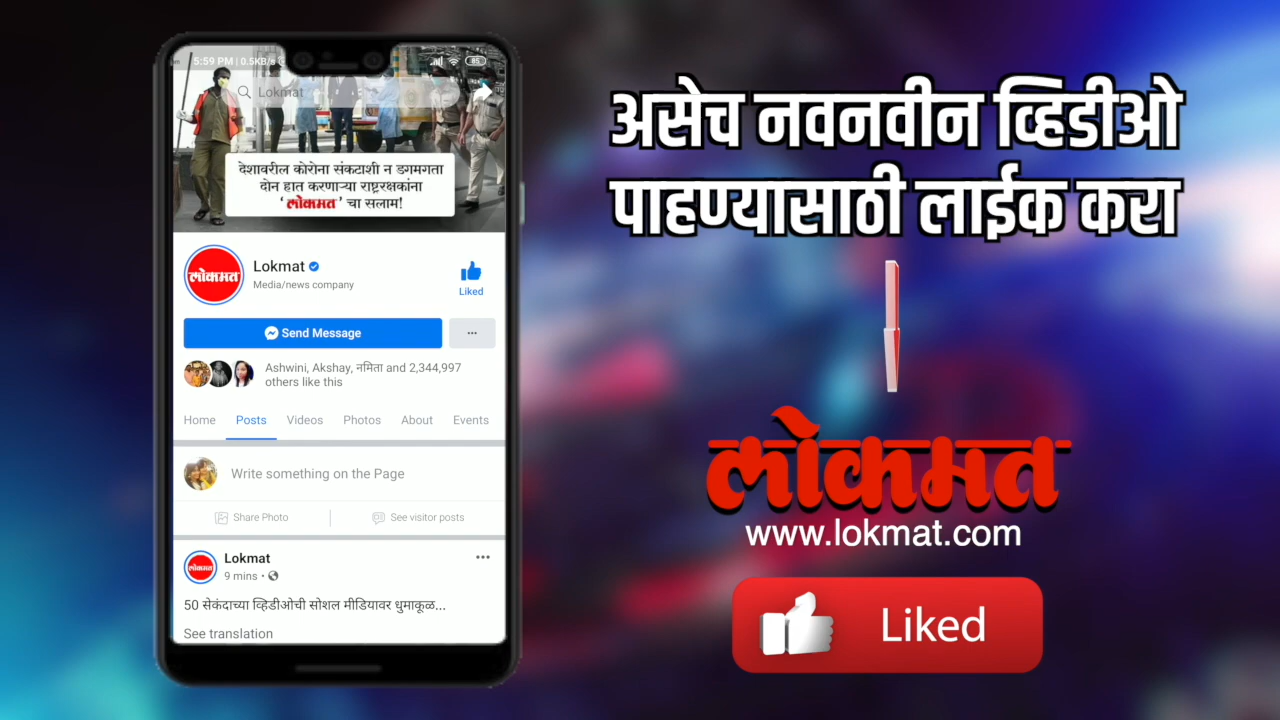 5:59 PM | 0.5KB/s
85
Lokmat
देशावरील कोरोना संकटाशी न डगमगता
दोन हात करणाऱ्या राष्ट्ररक्षकांना
'लोकमत' चा सलाम!
लोकमत
Lokmat
Media/news company
Liked
Send Message
Ashwini, Akshay, नमिता and 2,344,997
others like this
Home Posts Videos Photos About Events
Write something on the Page
Share Photo See visitor posts
लोकमत
Lokmat
9 mins
50 सेकंदाच्या व्हिडीओची सोशल मीडियावर धुमाकूळ...
See translation
असेच नवनवीन व्हिडीओ
पाहण्यासाठी लाईक करा
लोकमत
www.lokmat.com
Liked